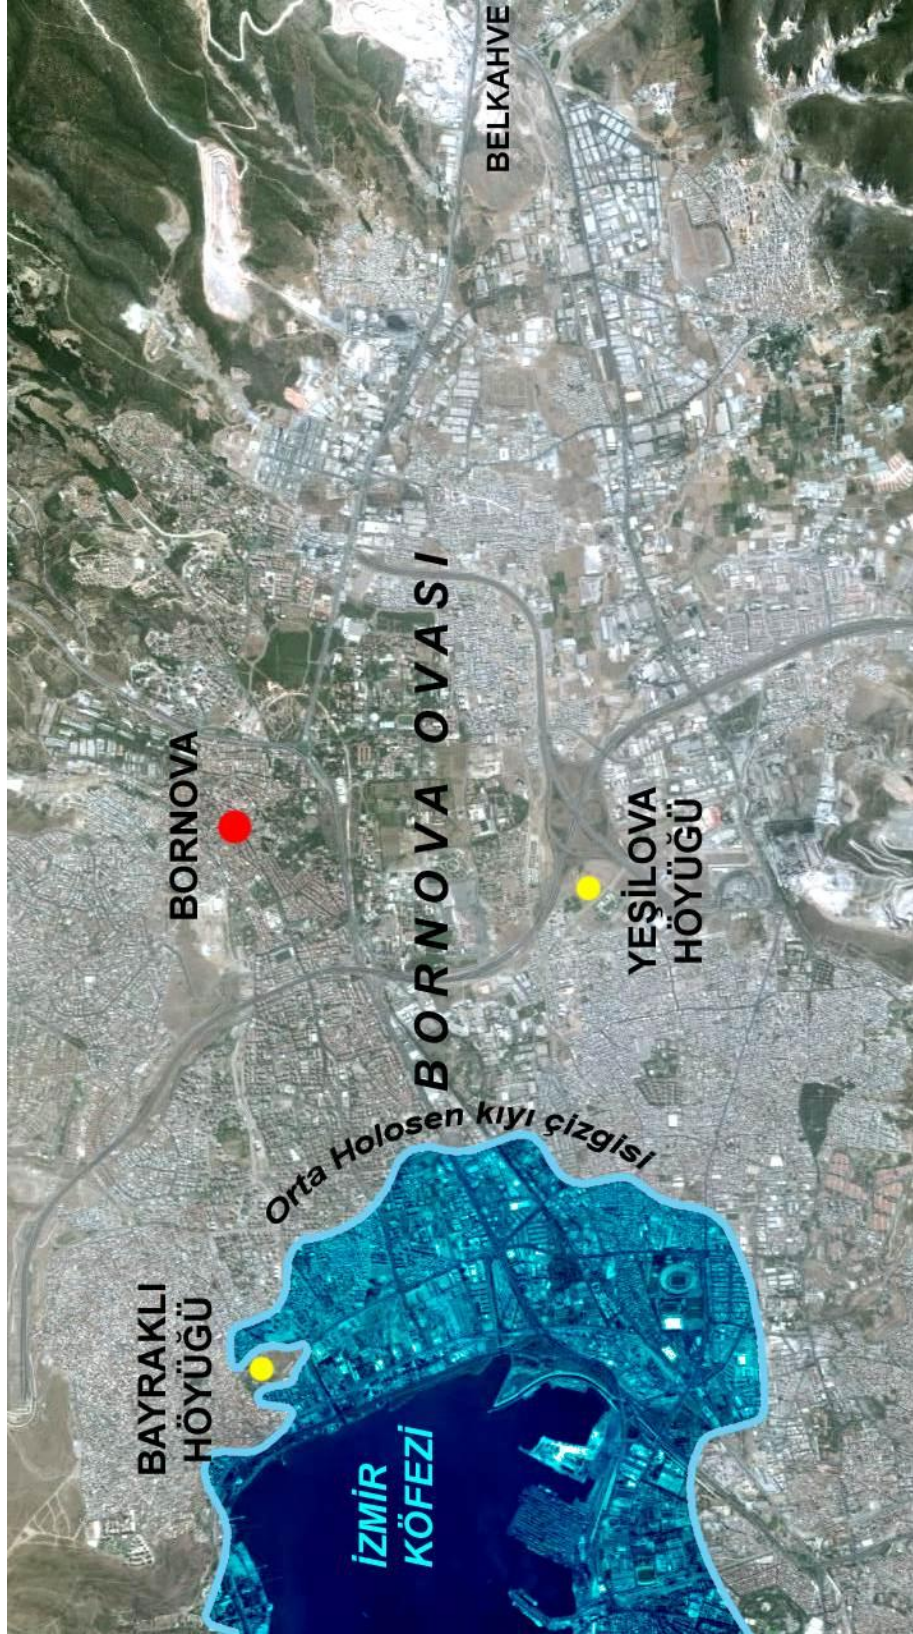 BAYRAKLI
HÖYÜĞÜ
BORNOVA
Orta Holosen kıyı çizgisi
İZMİR
KÖFEZİ
BORNOVA OVASI
BELKAHVE
YEŞİLOVA
HÖYÜĞÜ